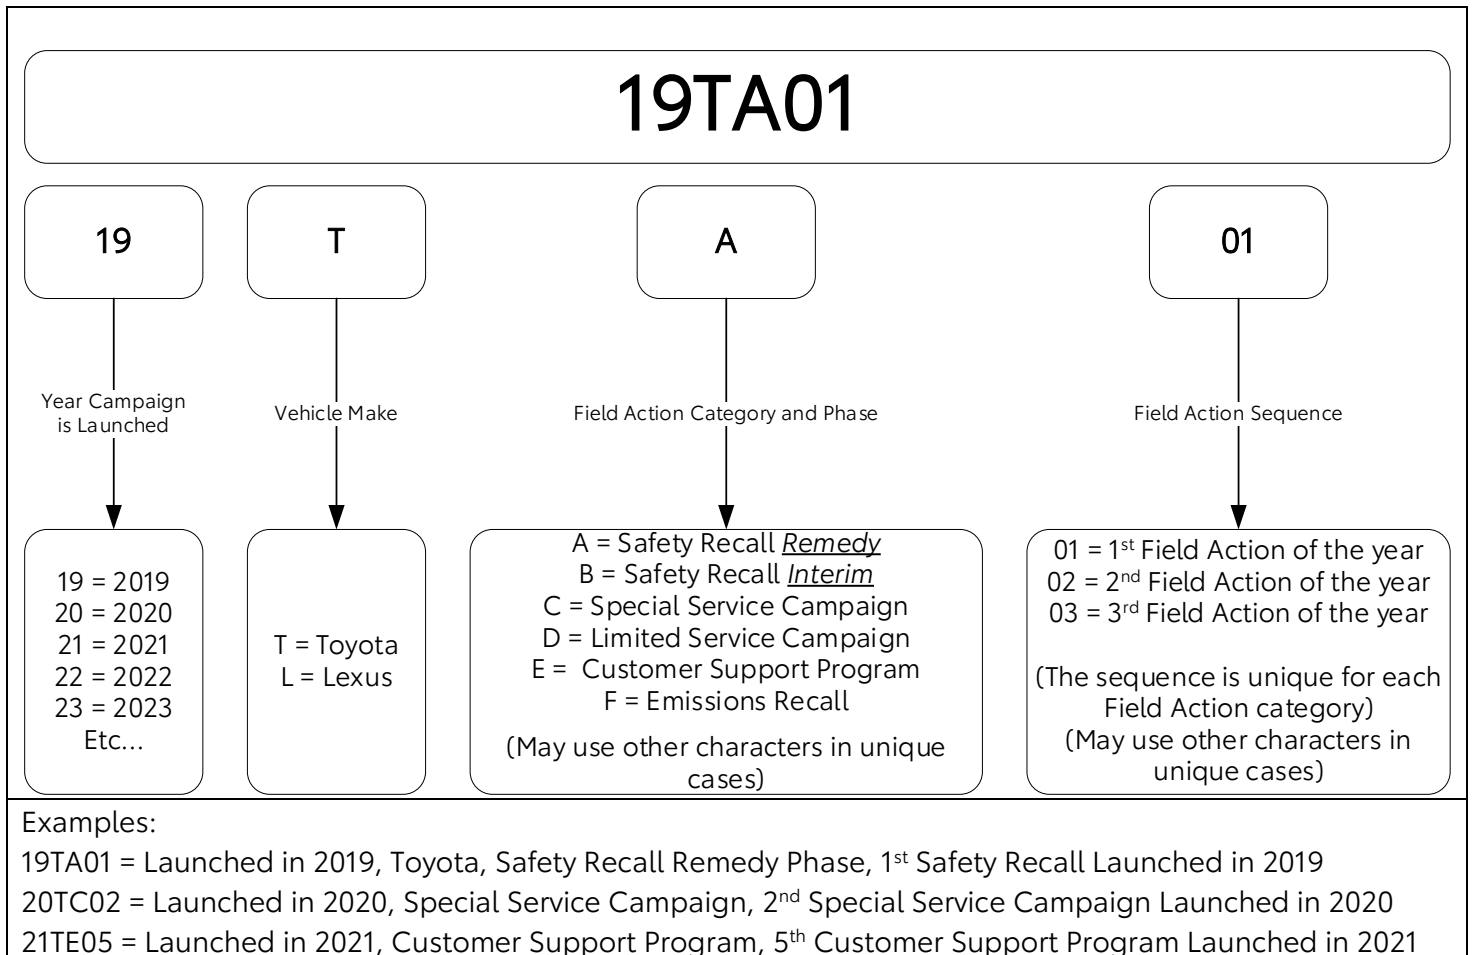 19TA01
19
T
A
01
Year Campaign
is Launched
Vehicle Make
Field Action Category and Phase
Field Action Sequence
19 = 2019
20 = 2020
21 = 2021
22 = 2022
23 = 2023
Etc...
T = Toyota
L = Lexus
A = Safety Recall Remedy
B = Safety Recall Interim
C = Special Service Campaign
D = Limited Service Campaign
E =  Customer Support Program
F = Emissions Recall
(May use other characters in unique
cases)
01 = 1st Field Action of the year
02 = 2nd Field Action of the year
03 = 3rd Field Action of the year
(The sequence is unique for each
Field Action category)
(May use other characters in
unique cases)
Examples:
19TA01 = Launched in 2019, Toyota, Safety Recall Remedy Phase, 1st Safety Recall Launched in 2019
20TC02 = Launched in 2020, Special Service Campaign, 2nd Special Service Campaign Launched in 2020
21TE05 = Launched in 2021, Customer Support Program, 5th Customer Support Program Launched in 2021